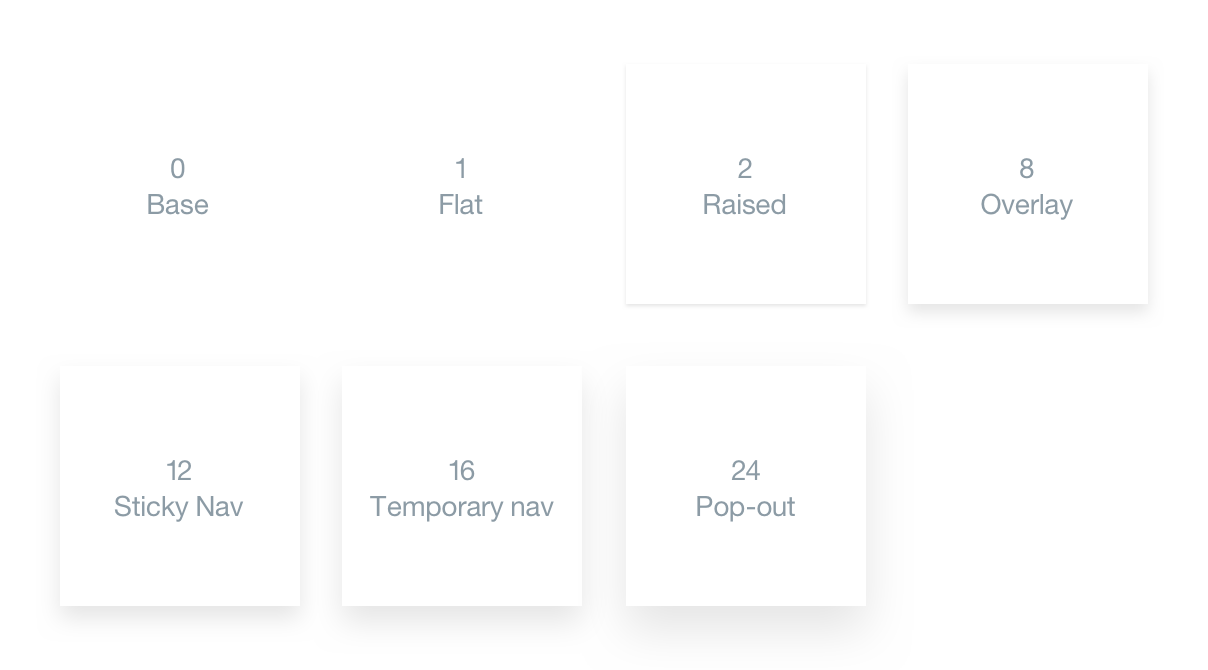 0
Base
1
Flat
2
Raised
8
Overlay
12
Sticky Nav
16
Temporary nav
24
Pop-out